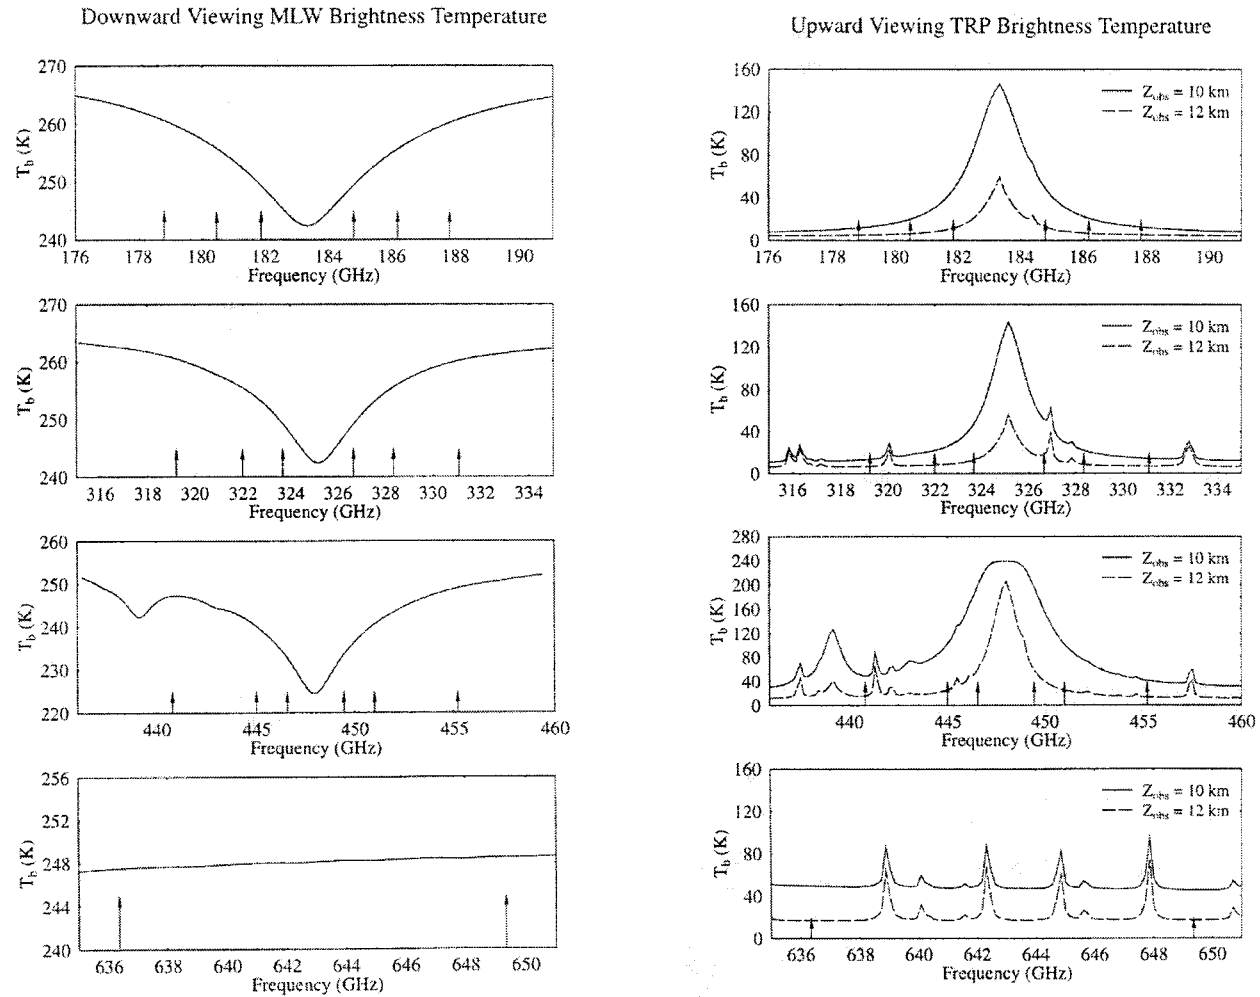 Downward Viewing MLW Brightness Temperature
270
260
250
240
T_b (K)
176 178 180 182 184 186 188 190
Frequency (GHz)
270
260
250
240
T_b (K)
316 318 320 322 324 326 328 330 332 334
Frequency (GHz)
260
250
240
230
220
T_b (K)
440 445 450 455 460
Frequency (GHz)
256
252
248
244
240
T_b (K)
636 638 640 642 644 646 648 650
Frequency (GHz)
Upward Viewing TRP Brightness Temperature
160
120
80
40
0
T_b (K)
Z_obs = 10 km
Z_obs = 12 km
176 178 180 182 184 186 188 190
Frequency (GHz)
160
120
80
40
0
T_b (K)
Z_obs = 10 km
Z_obs = 12 km
316 318 320 322 324 326 328 330 332 334
Frequency (GHz)
280
240
200
160
120
80
40
0
T_b (K)
Z_obs = 10 km
Z_obs = 12 km
440 445 450 455 460
Frequency (GHz)
160
120
80
40
0
T_b (K)
Z_obs = 10 km
Z_obs = 12 km
636 638 640 642 644 646 648 650
Frequency (GHz)